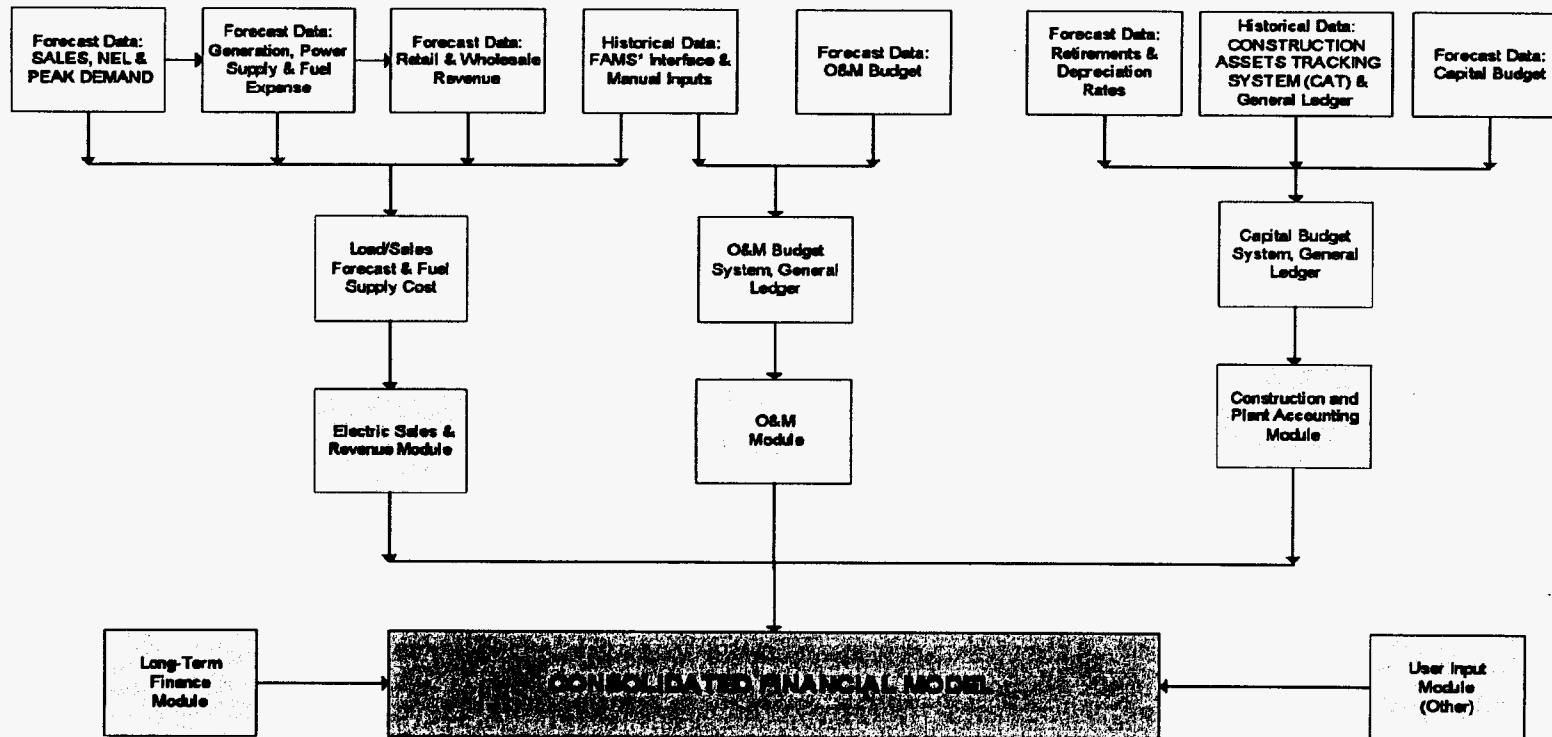 Forecast Data:
SALES, NEL &
PEAK DEMAND
Forecast Data:
Generation, Power
Supply & Fuel
Expense
Forecast Data:
Retail & Wholesale
Revenue
Historical Data:
FAMS' Interface &
Manual Inputs
Forecast Data:
O&M Budget
Forecast Data:
Retirements &
Depreciation
Rates
Historical Data:
CONSTRUCTION
ASSETS TRACKING
SYSTEM (CAT) &
General Ledger
Forecast Data:
Capital Budget
Load/Sales
Forecast & Fuel
Supply Cost
O&M Budget
System, General
Ledger
Capital Budget
System, General
Ledger
Electric Sales &
Revenue Module
O&M
Module
Construction and
Plant Accounting
Module
Long-Term
Finance
Module
CONSOLIDATED FINANCIAL MODEL
User Input
Module
(Other)